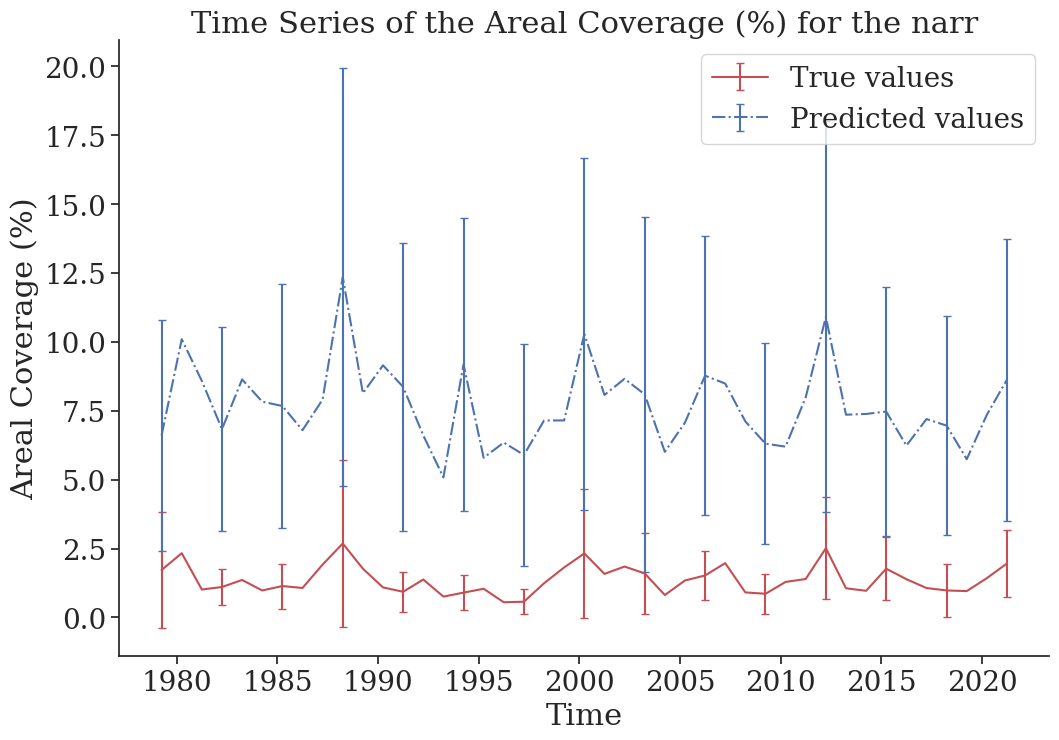 Time Series of the Areal Coverage (%) for the narr
True values
Predicted values
Areal Coverage (%)
20.0
17.5
15.0
12.5
10.0
7.5
5.0
2.5
0.0
1980 1985 1990 1995 2000 2005 2010 2015 2020
Time